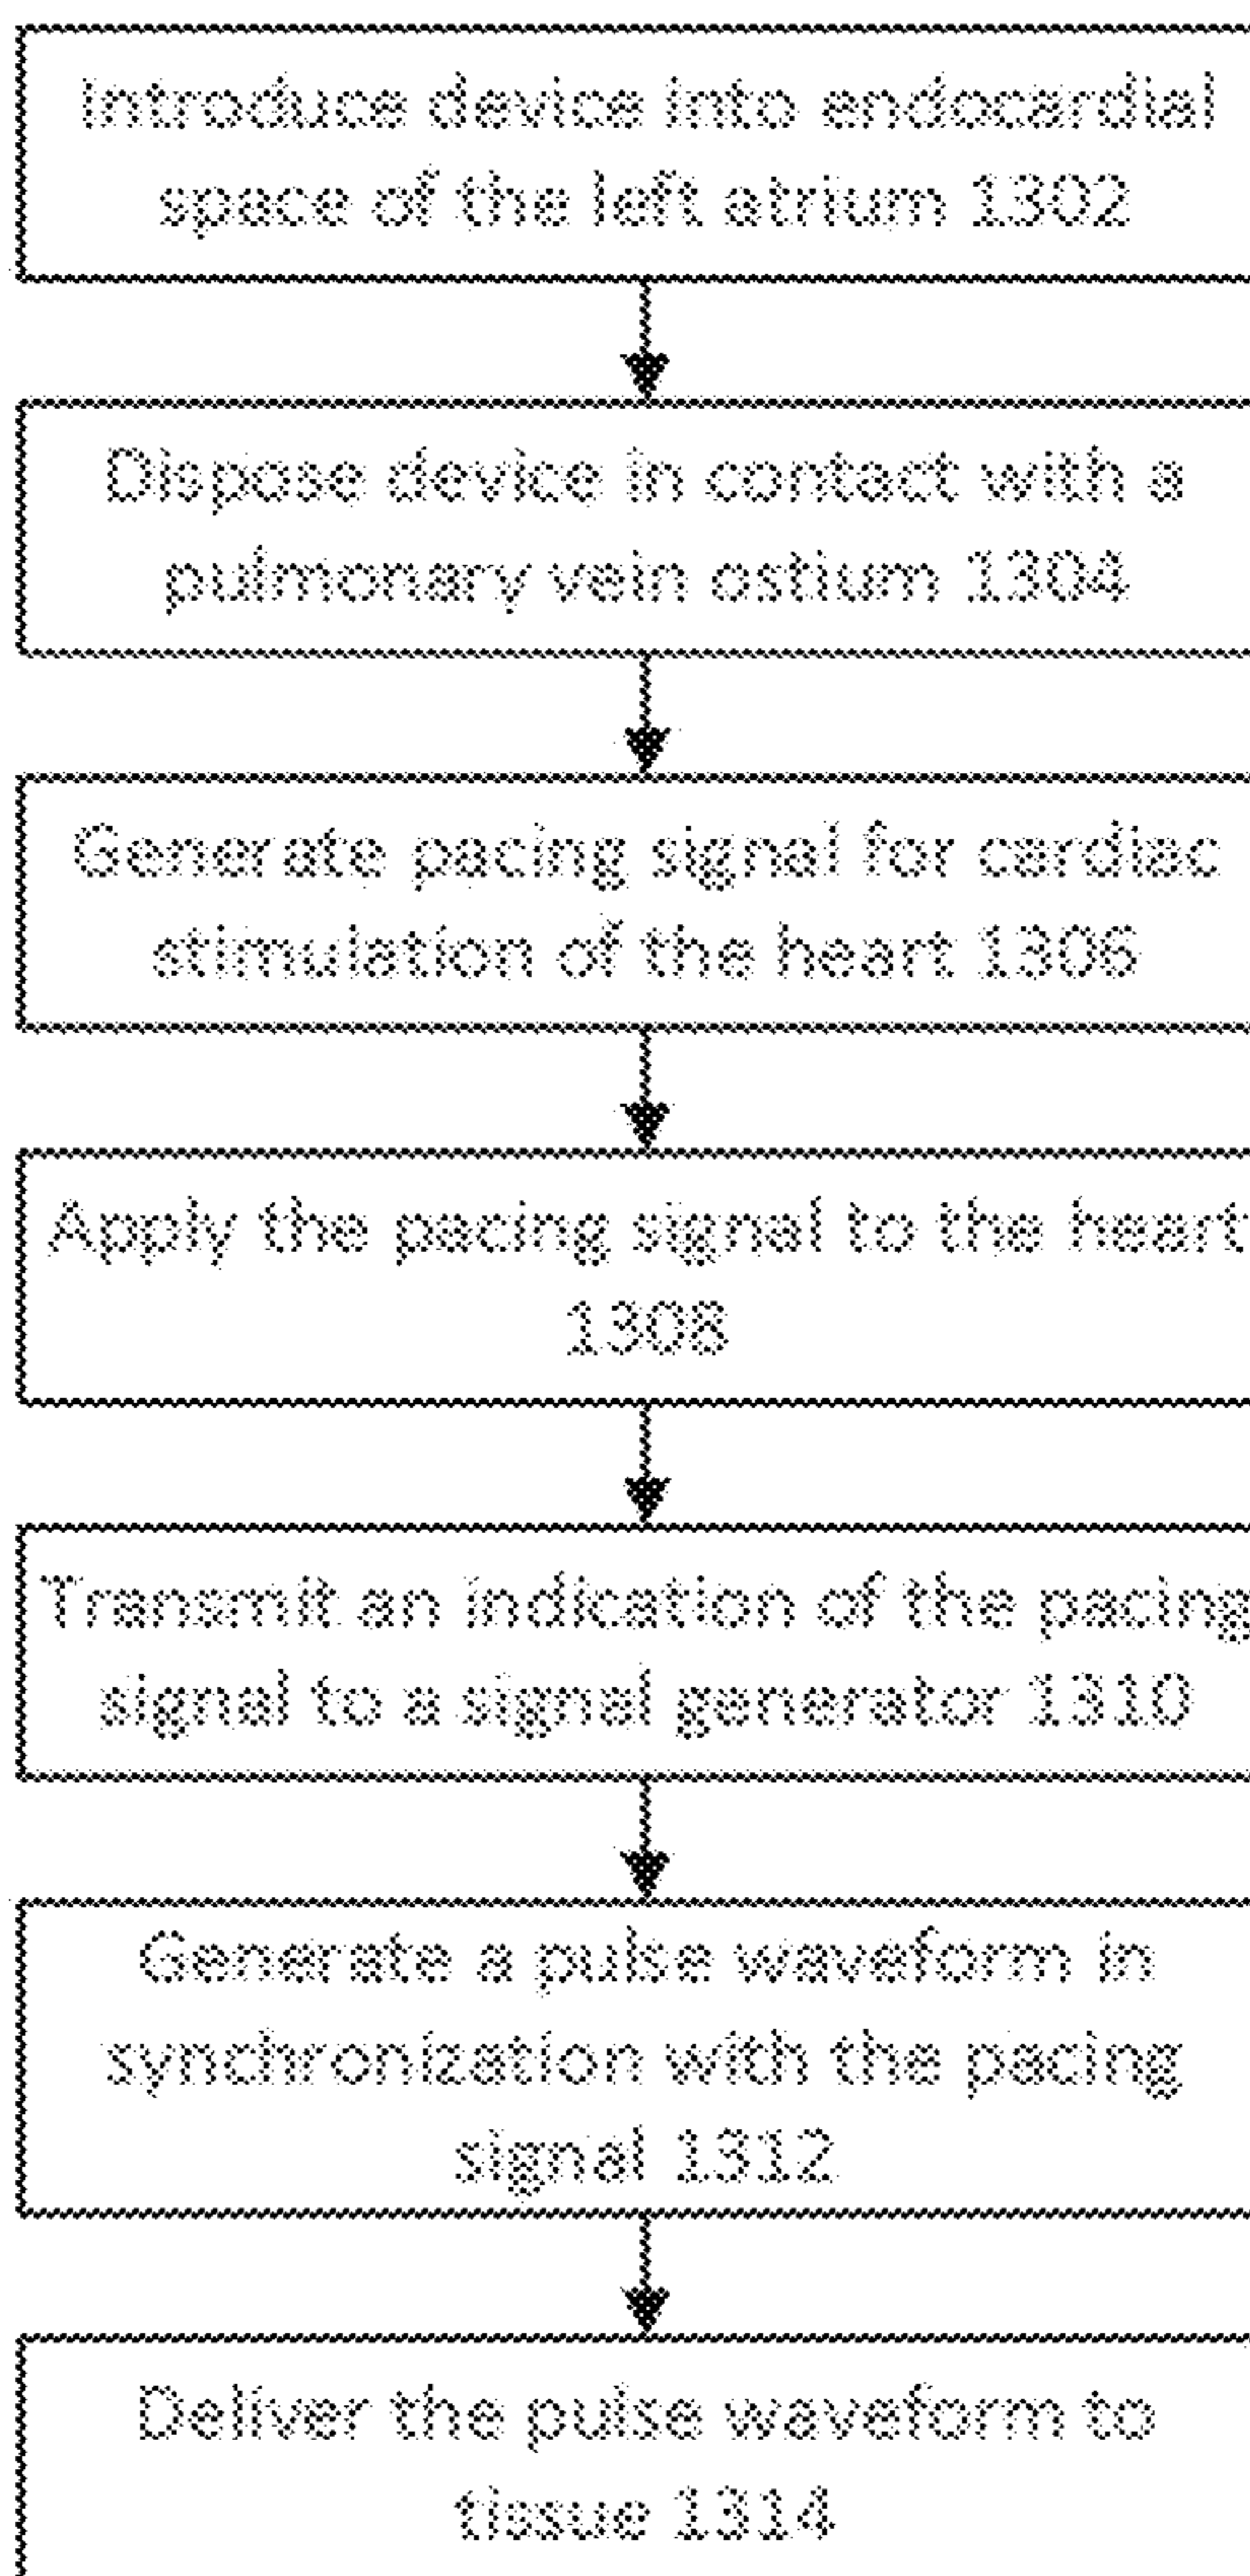 Introduce device into endocardial
space of the left atrium 1302
Dispose device in contact with a
pulmonary vein ostium 1304
Generate pacing signal for cardiac
stimulation of the heart 1306
Apply the pacing signal to the heart
1308
Transmit an indication of the pacing
signal to a signal generator 1310
Generate a pulse waveform in
synchronization with the pacing
signal 1312
Deliver the pulse waveform to
tissue 1314